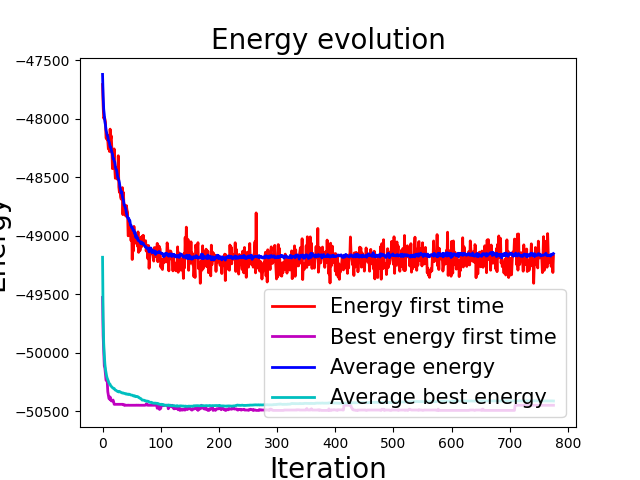 Energy evolution
Energy
−47500
−48000
−48500
−49000
−49500
−50000
−50500
0 100 200 300 400 500 600 700 800
Iteration
Energy first time
Best energy first time
Average energy
Average best energy